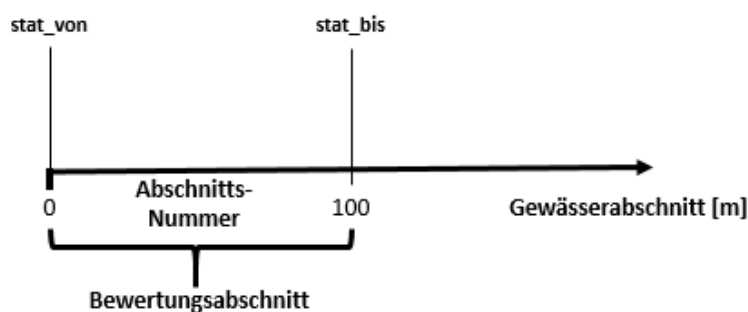 stat_von
stat_bis
Abschnitts-
Nummer
0
100
Gewässerabschnitt [m]
Bewertungsabschnitt